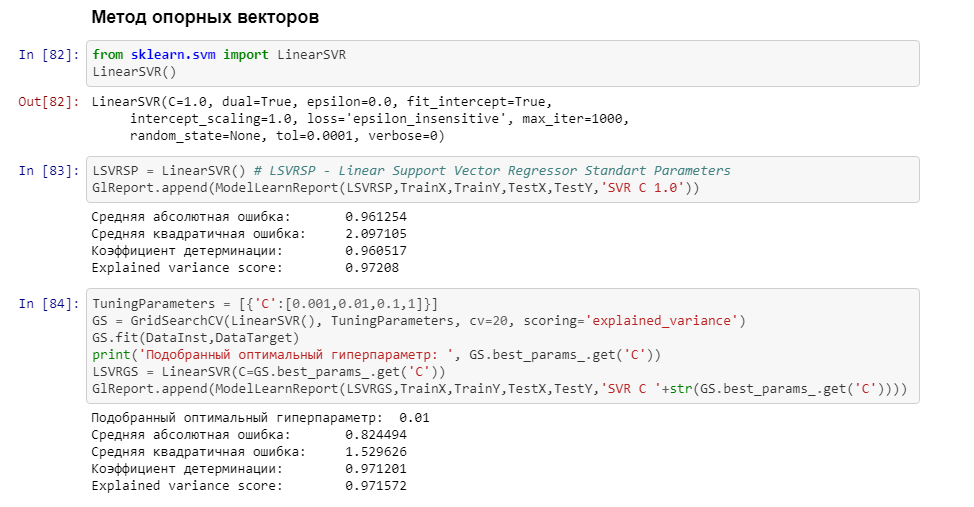 Метод опорных векторов
In [82]: from sklearn.svm import LinearSVR
LinearSVR()
Out[82]: LinearSVR(C=1.0, dual=True, epsilon=0.0, fit_intercept=True,
intercept_scaling=1.0, loss='epsilon_insensitive', max_iter=1000,
random_state=None, tol=0.0001, verbose=0)
In [83]: LSVRSP = LinearSVR() # LSVRSP - Linear Support Vector Regressor Standart Parameters
GlReport.append(ModelLearnReport(LSVRSP,TrainX,TrainY,TestX,TestY,'SVR C 1.0'))
Средняя абсолютная ошибка: 0.961254
Средняя квадратичная ошибка: 2.097105
Коэффициент детерминации: 0.960517
Explained variance score: 0.97208
In [84]: TuningParameters = [{'C':[0.001,0.01,0.1,1]}]
GS = GridSearchCV(LinearSVR(), TuningParameters, cv=20, scoring='explained_variance')
GS.fit(DataInst,DataTarget)
print('Подобранный оптимальный гиперпараметр: ', GS.best_params_.get('C'))
LSVRGS = LinearSVR(C=GS.best_params_.get('C'))
GlReport.append(ModelLearnReport(LSVRGS,TrainX,TrainY,TestX,TestY,'SVR C '+str(GS.best_params_.get('C'))))
Подобранный оптимальный гиперпараметр: 0.01
Средняя абсолютная ошибка: 0.824494
Средняя квадратичная ошибка: 1.529626
Коэффициент детерминации: 0.971201
Explained variance score: 0.971572